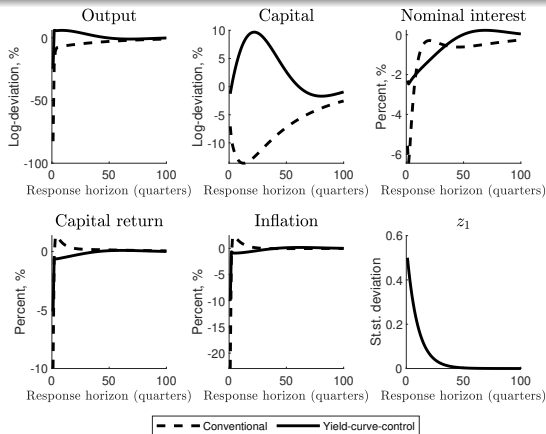 Output
Capital
Nominal interest
Log-deviation, %
0
-50
-100
0
50
100
Response horizon (quarters)
Log-deviation, %
10
5
0
-5
-10
0
50
100
Response horizon (quarters)
Percent, %
0
-2
-4
-6
0
50
100
Response horizon (quarters)
Capital return
Inflation
z1
Percent, %
0
-5
-10
0
50
100
Response horizon (quarters)
Percent, %
0
-5
-10
-15
-20
0
50
100
Response horizon (quarters)
St.st. deviation
0.6
0.4
0.2
0
0
50
100
Response horizon (quarters)
Conventional
Yield-curve-control